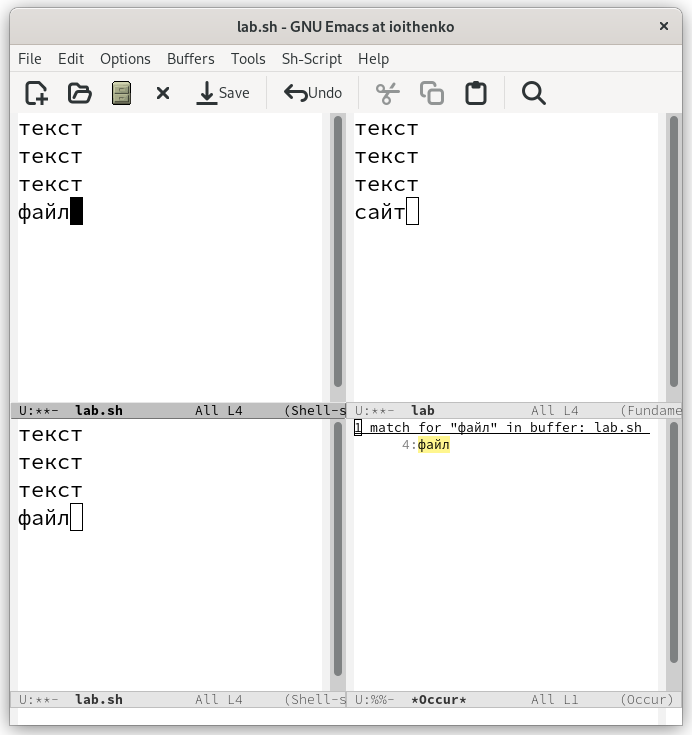 lab.sh - GNU Emacs at ioithenko
File Edit Options Buffers Tools Sh-Script Help
Save Undo
текст
текст
текст
файл
U:**-  lab.sh         All L4     (Shell-s
текст
текст
текст
сайт
U:**-  lab            All L4     (Fundame
текст
текст
текст
файл
U:**-  lab.sh         All L4     (Shell-s
1 match for "файл" in buffer: lab.sh
      4:файл
U:%%-  *Occur*        All L1     (Occur)